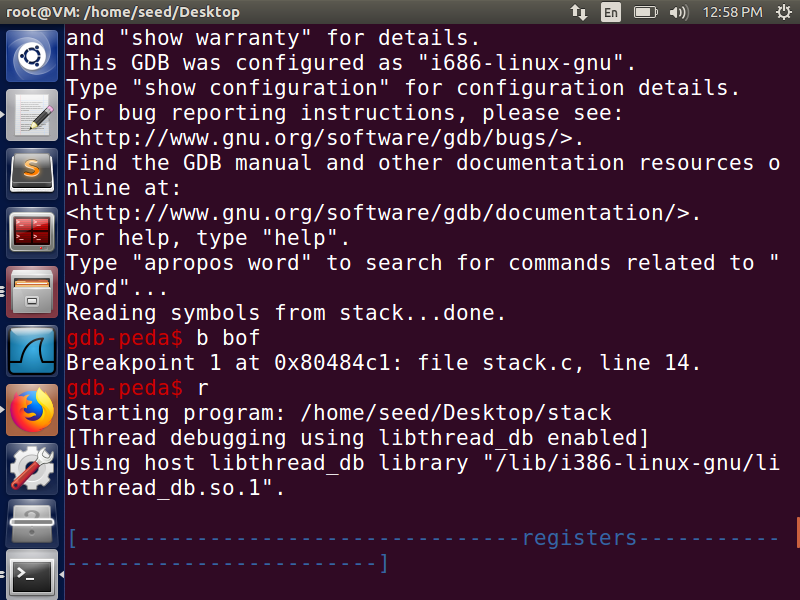 root@VM: /home/seed/Desktop
En
12:58 PM
and "show warranty" for details.
This GDB was configured as "i686-linux-gnu".
Type "show configuration" for configuration details.
For bug reporting instructions, please see:
<http://www.gnu.org/software/gdb/bugs/>.
Find the GDB manual and other documentation resources o
nline at:
<http://www.gnu.org/software/gdb/documentation/>.
For help, type "help".
Type "apropos word" to search for commands related to "
word"...
Reading symbols from stack...done.
gdb-peda$ b bof
Breakpoint 1 at 0x80484c1: file stack.c, line 14.
gdb-peda$ r
Starting program: /home/seed/Desktop/stack
[Thread debugging using libthread_db enabled]
Using host libthread_db library "/lib/i386-linux-gnu/li
bthread_db.so.1".
[----------------------------------registers-----------
------------------------]